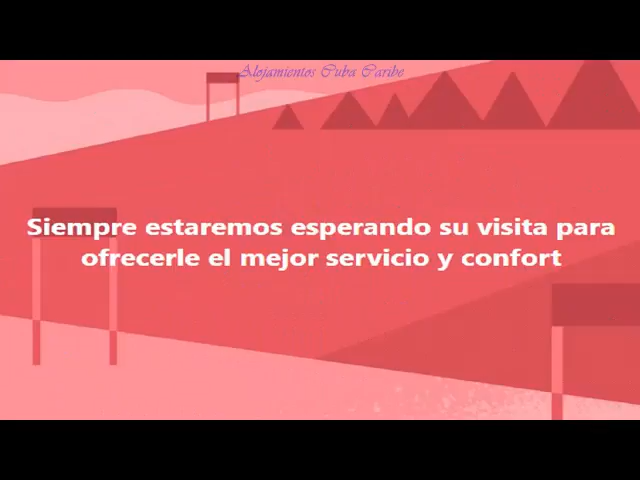 Alojamientos Cuba Caribe
Siempre estaremos esperando su visita para
ofrecerle el mejor servicio y confort